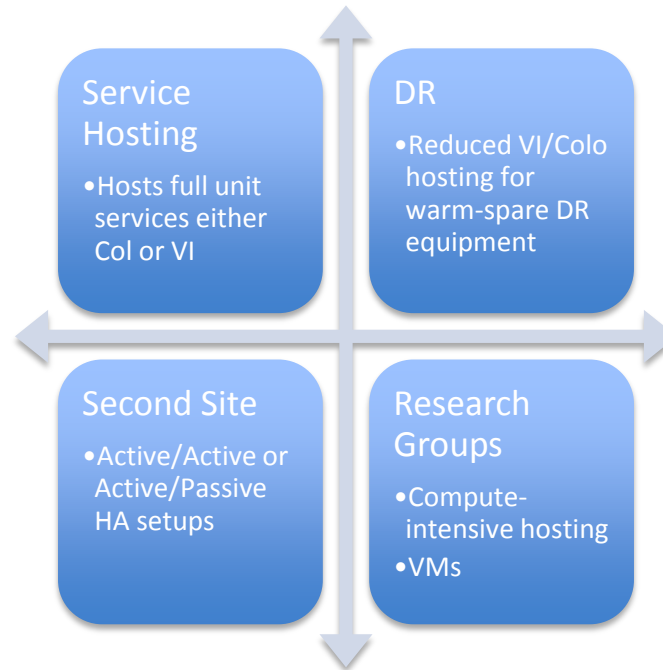 Service
Hosting
•Hosts full unit
services either
Col or VI
DR
•Reduced VI/Colo
hosting for
warm-spare DR
equipment
Second Site
•Active/Active or
Active/Passive
HA setups
Research
Groups
•Compute-
intensive hosting
•VMs